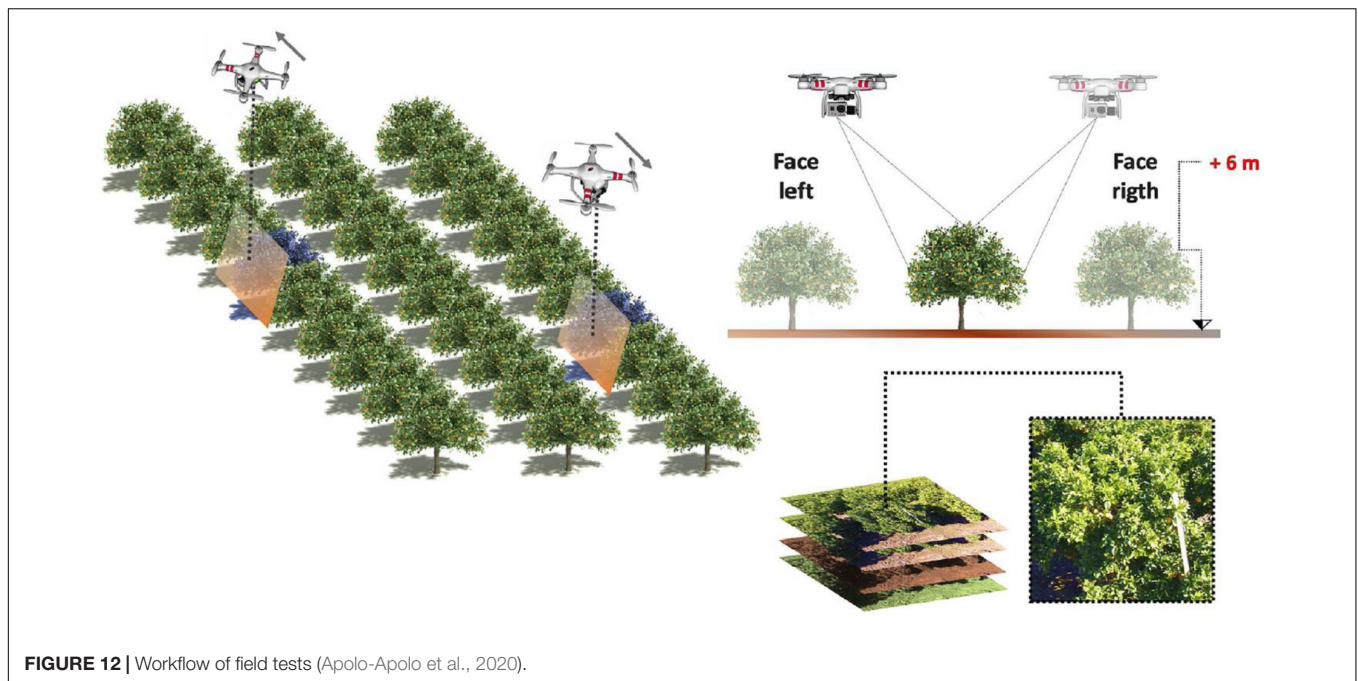 Face
left
Face
rigth
+ 6 m
FIGURE 12 | Workflow of field tests (Apolo-Apolo et al., 2020).